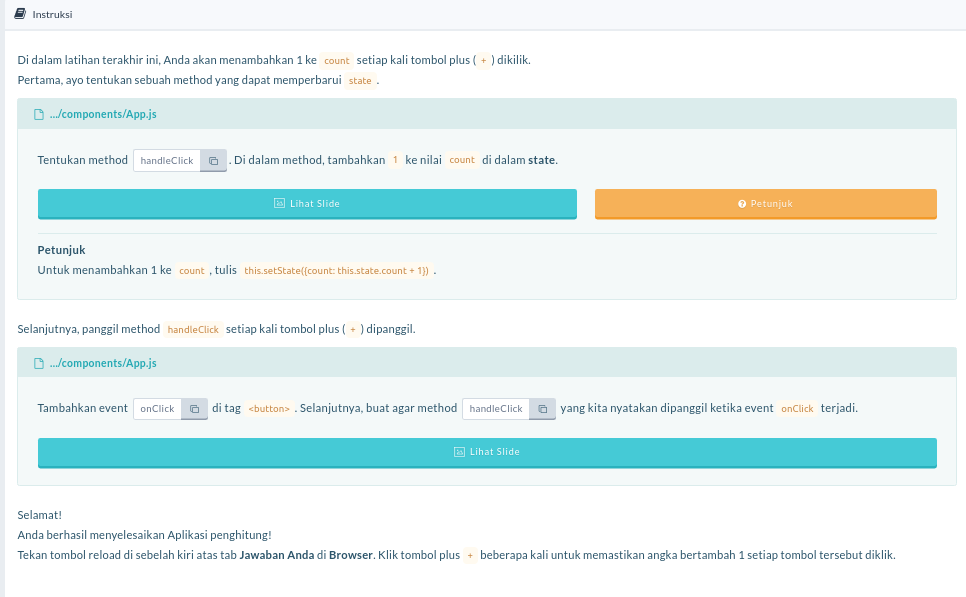 Instruksi
Di dalam latihan terakhir ini, Anda akan menambahkan 1 ke count setiap kali tombol plus ( + ) dikilik.
Pertama, ayo tentukan sebuah method yang dapat memperbarui state .
.../components/App.js
Tentukan method handleClick . Di dalam method, tambahkan 1 ke nilai count di dalam state.
Lihat Slide
Petunjuk
Petunjuk
Untuk menambahkan 1 ke count , tulis this.setState({count: this.state.count + 1}) .
Selanjutnya, panggil method handleClick setiap kali tombol plus ( + ) dipanggil.
.../components/App.js
Tambahkan event onClick di tag <button> . Selanjutnya, buat agar method handleClick yang kita nyatakan dipanggil ketika event onClick terjadi.
Lihat Slide
Selamat!
Anda berhasil menyelesaikan Aplikasi penghitung!
Tekan tombol reload di sebelah kiri atas tab Jawaban Anda di Browser. Klik tombol plus + beberapa kali untuk memastikan angka bertambah 1 setiap tombol tersebut diklik.